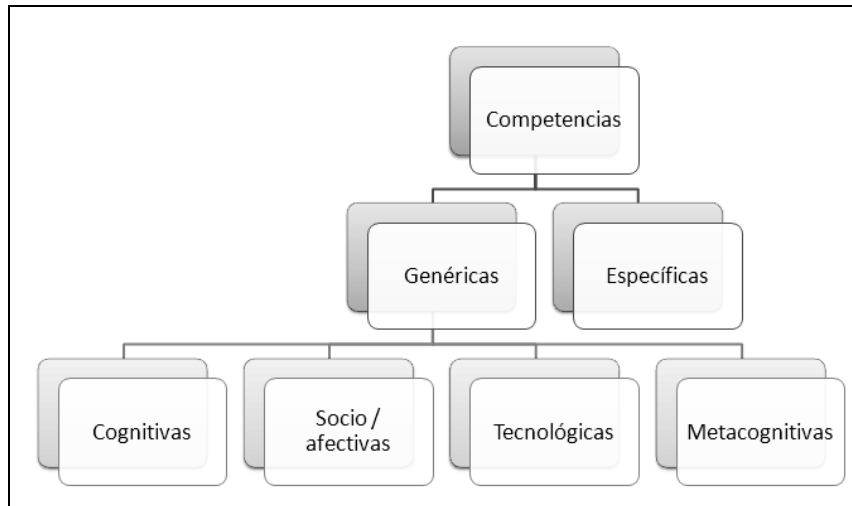 Competencias
Genéricas
Específicas
Cognitivas
Socio /
afectivas
Tecnológicas
Metacognitivas